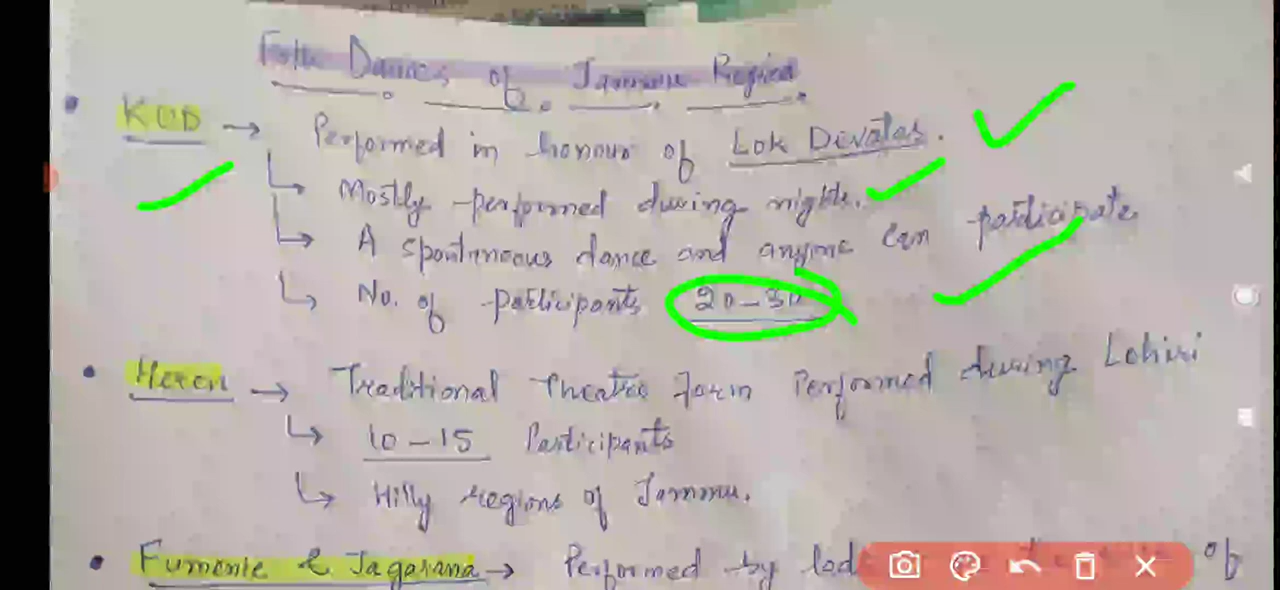 Folk Dances of Jammu Region
KUD → Performed in honour of Lok Devatas.
↳ Mostly performed during nights.
↳ A spontaneous dance and anyone can participate
↳ No. of participants 20-30
Heren → Traditional Theatre form Performed during Lohiri
↳ 10-15 Participants
↳ Hilly regions of Jammu.
Fumenie & Jagarana → Performed by of